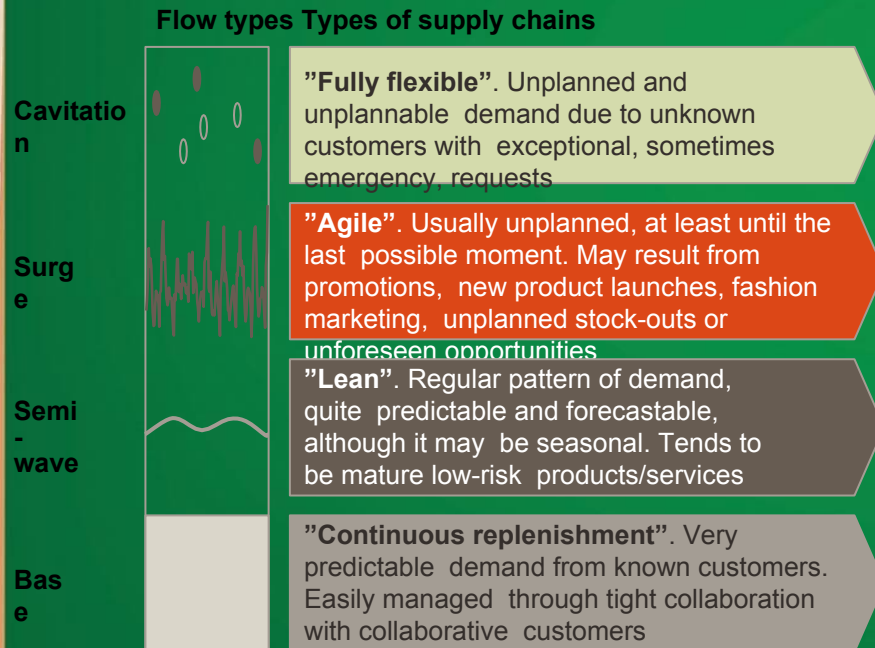 Flow types Types of supply chains
Cavitatio
n
”Fully flexible”. Unplanned and
unplannable demand due to unknown
customers with exceptional, sometimes
emergency, requests
Surg
e
”Agile”. Usually unplanned, at least until the
last possible moment. May result from
promotions, new product launches, fashion
marketing, unplanned stock-outs or
unforeseen opportunities
Semi
-
wave
”Lean”. Regular pattern of demand,
quite predictable and forecastable,
although it may be seasonal. Tends to
be mature low-risk products/services
Bas
e
”Continuous replenishment”. Very
predictable demand from known customers.
Easily managed through tight collaboration
with collaborative customers